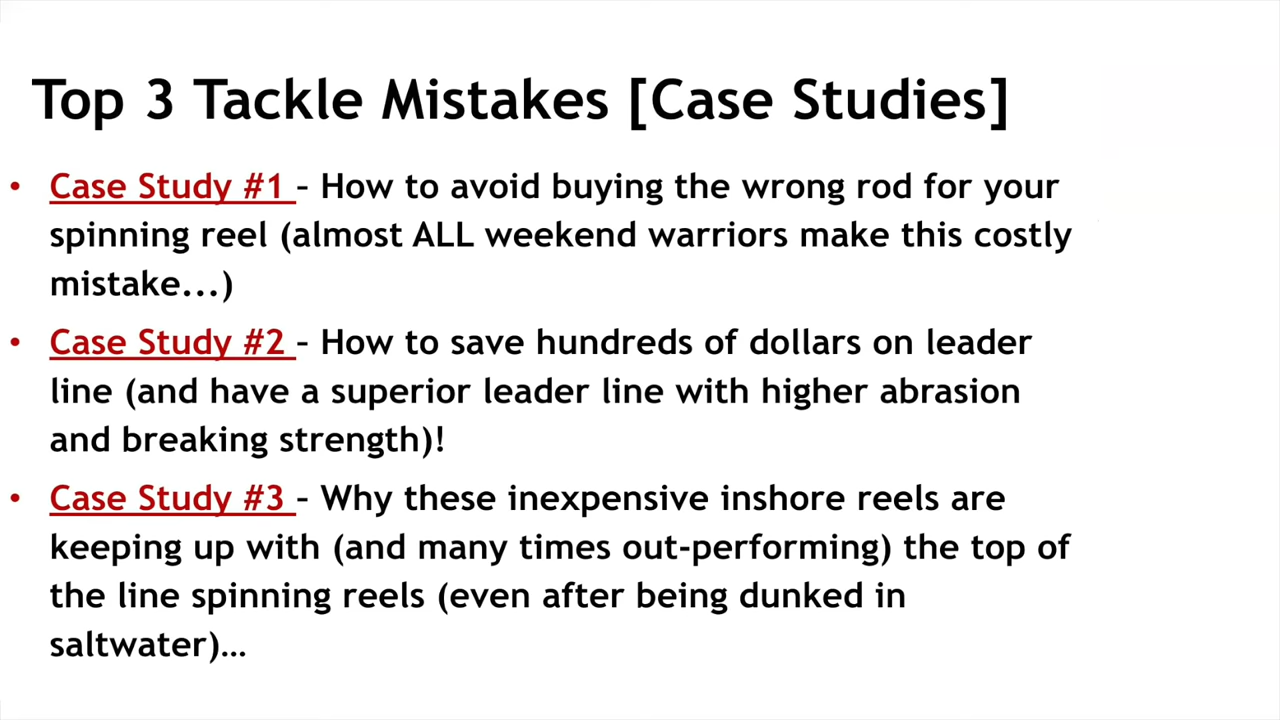 Top 3 Tackle Mistakes [Case Studies]
• Case Study #1 – How to avoid buying the wrong rod for your
spinning reel (almost ALL weekend warriors make this costly
mistake...)
• Case Study #2 – How to save hundreds of dollars on leader
line (and have a superior leader line with higher abrasion
and breaking strength)!
• Case Study #3 – Why these inexpensive inshore reels are
keeping up with (and many times out-performing) the top of
the line spinning reels (even after being dunked in
saltwater)…